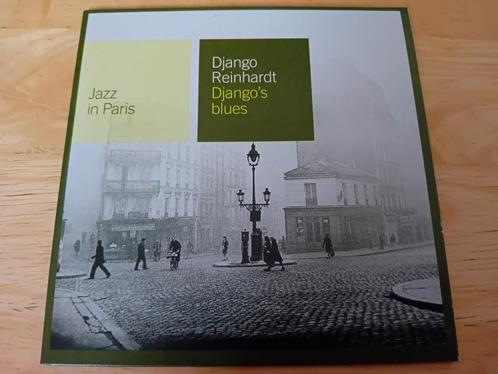 Jazz
in Paris
Django
Reinhardt
Django's
blues